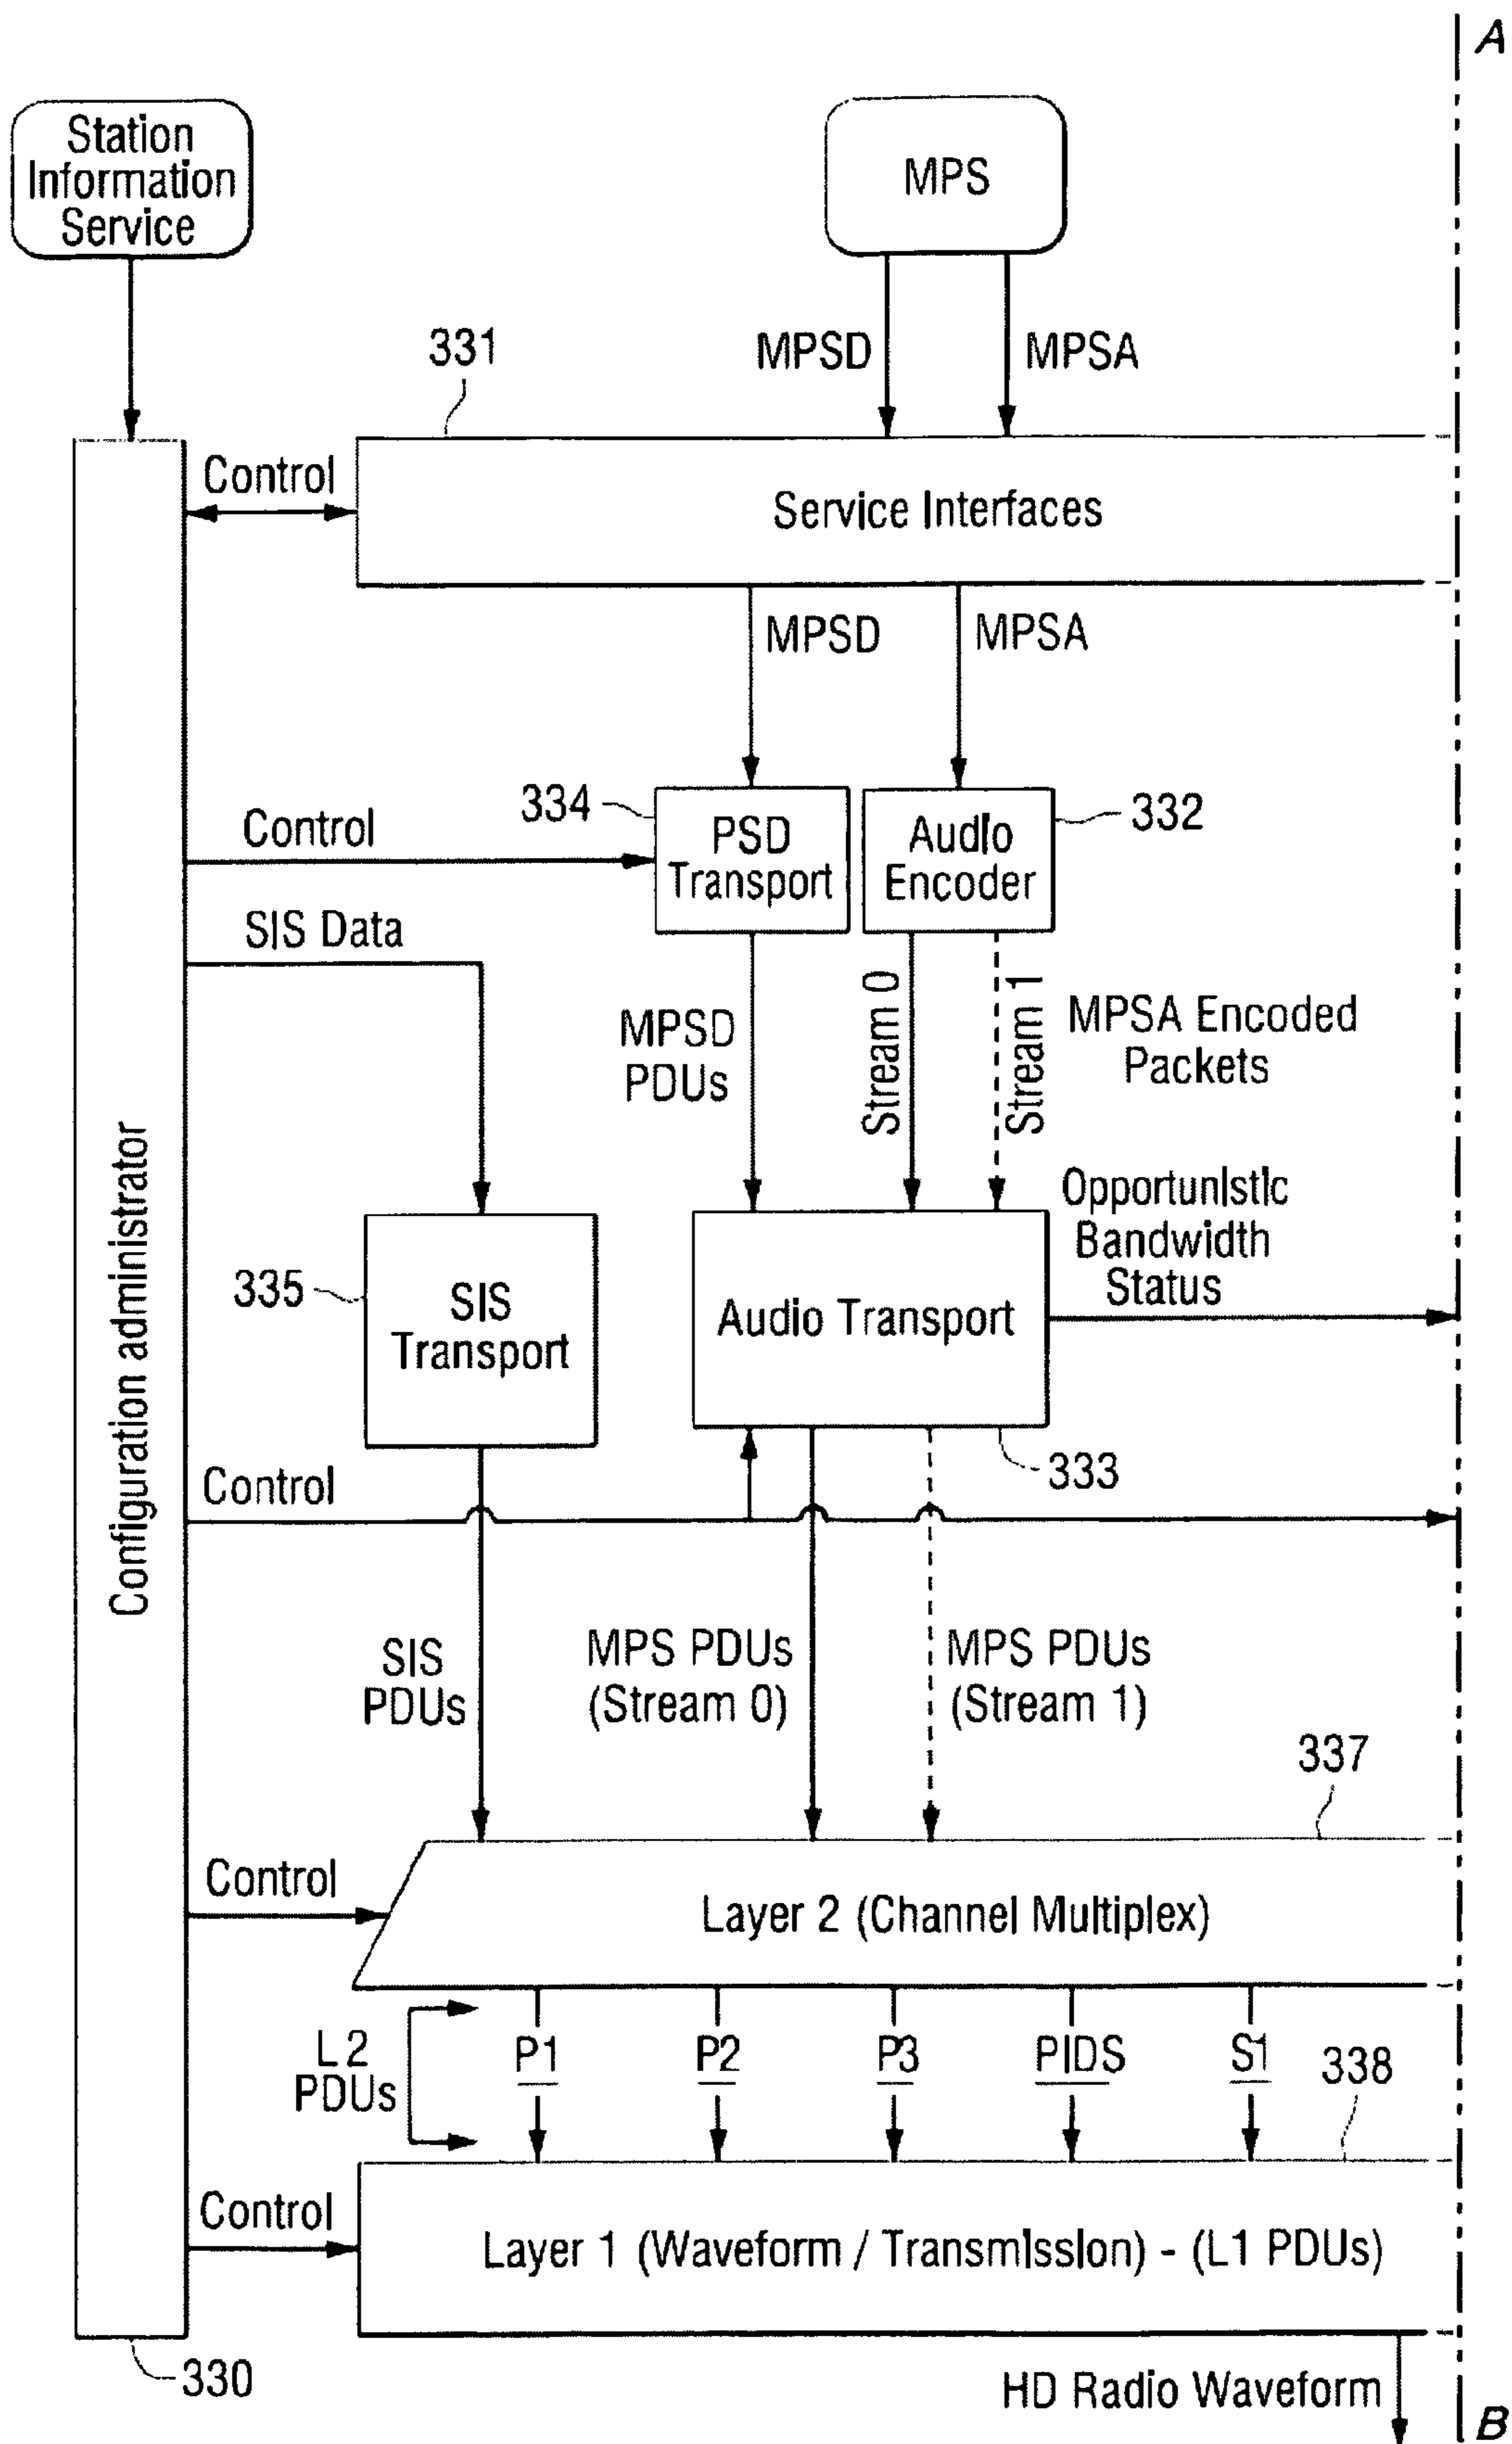 A
Station
Information
Service
MPS
MPSD
MPSA
331
Control
Service Interfaces
MPSD
MPSA
334
PSD
Transport
Audio
Encoder
332
Control
SIS Data
MPSD
PDUs
Stream 0
Stream 1
MPSA Encoded
Packets
Configuration administrator
335
SIS
Transport
Audio Transport
Opportunistic
Bandwidth
Status
333
Control
SIS
PDUs
MPS PDUs
(Stream 0)
MPS PDUs
(Stream 1)
337
Control
Layer 2 (Channel Multiplex)
L2
PDUs
P1
P2
P3
PIDS
S1
338
Control
Layer 1 (Waveform / Transmission) - (L1 PDUs)
330
HD Radio Waveform
B